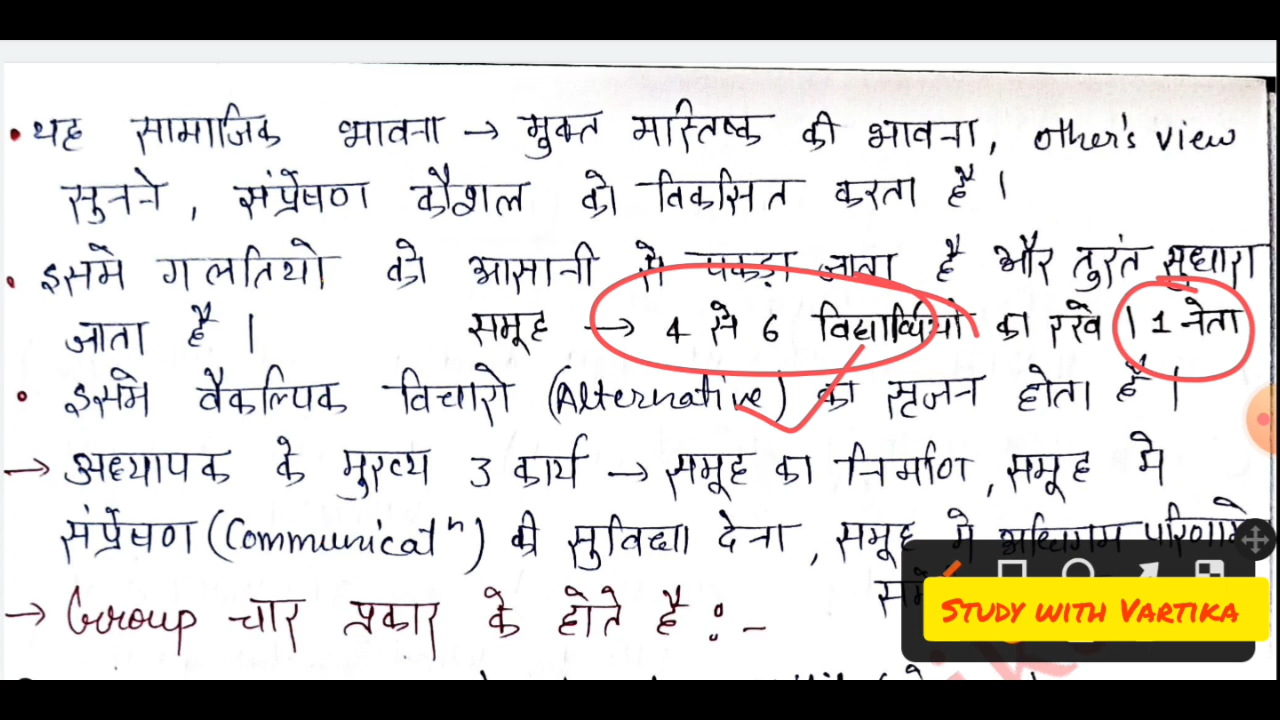 • यह सामाजिक भावना → मुक्त मस्तिष्क की भावना, other's view
सुनने, संप्रेषण कौशल को विकसित करता है।
• इसमे गलतियो को आसानी से पकड़ा जाता है और तुरंत सुधारा
जाता है। समूह → 4 से 6 विद्यार्थियो का रखे। 1 नेता
• इसमे वैकल्पिक विचारो (Alternative) का सृजन होता है।
→ अध्यापक के मुख्य 3 कार्य → समूह का निर्माण, समूह मे
संप्रेषण (Communicatⁿ) की सुविधा देना, समूह मे अधिगम
STUDY WITH VARTIKA
→ Group चार प्रकार के होते है :-